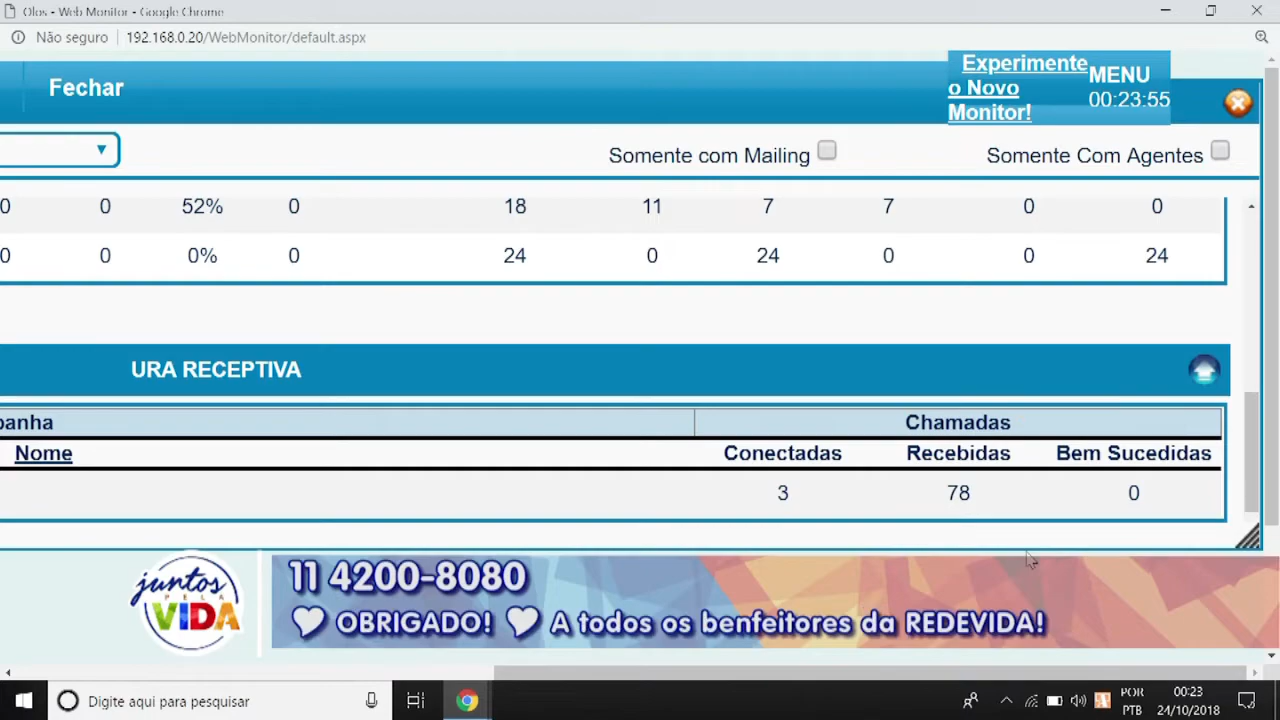 Olos - Web Monitor - Google Chrome
Não seguro 192.168.0.20/WebMonitor/default.aspx
Fechar
Experimente
o Novo
Monitor!
MENU
00:23:55
Somente com Mailing
Somente Com Agentes
0 0 52% 0 18 11 7 7 0 0
0 0 0% 0 24 0 24 0 0 24
URA RECEPTIVA
panha Chamadas
Nome Conectadas Recebidas Bem Sucedidas
3 78 0
juntos
PELA
VIDA
11 4200-8080
OBRIGADO! A todos os benfeitores da REDEVIDA!
Digite aqui para pesquisar
POR
PTB
00:23
24/10/2018